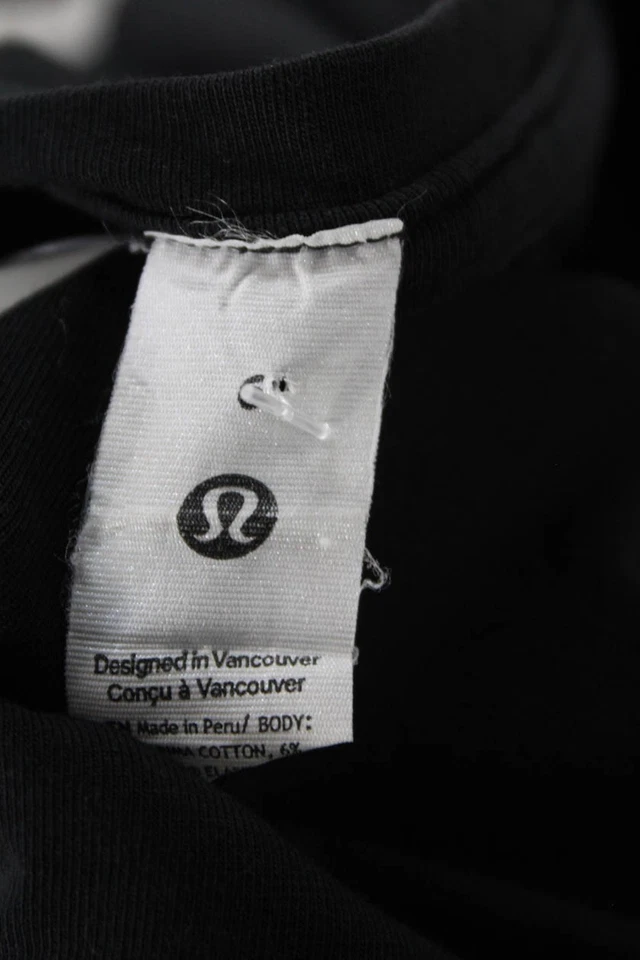 Designed in Vancouver
Conçu à Vancouver
Made in Peru/ BODY:
COTTON, 6%